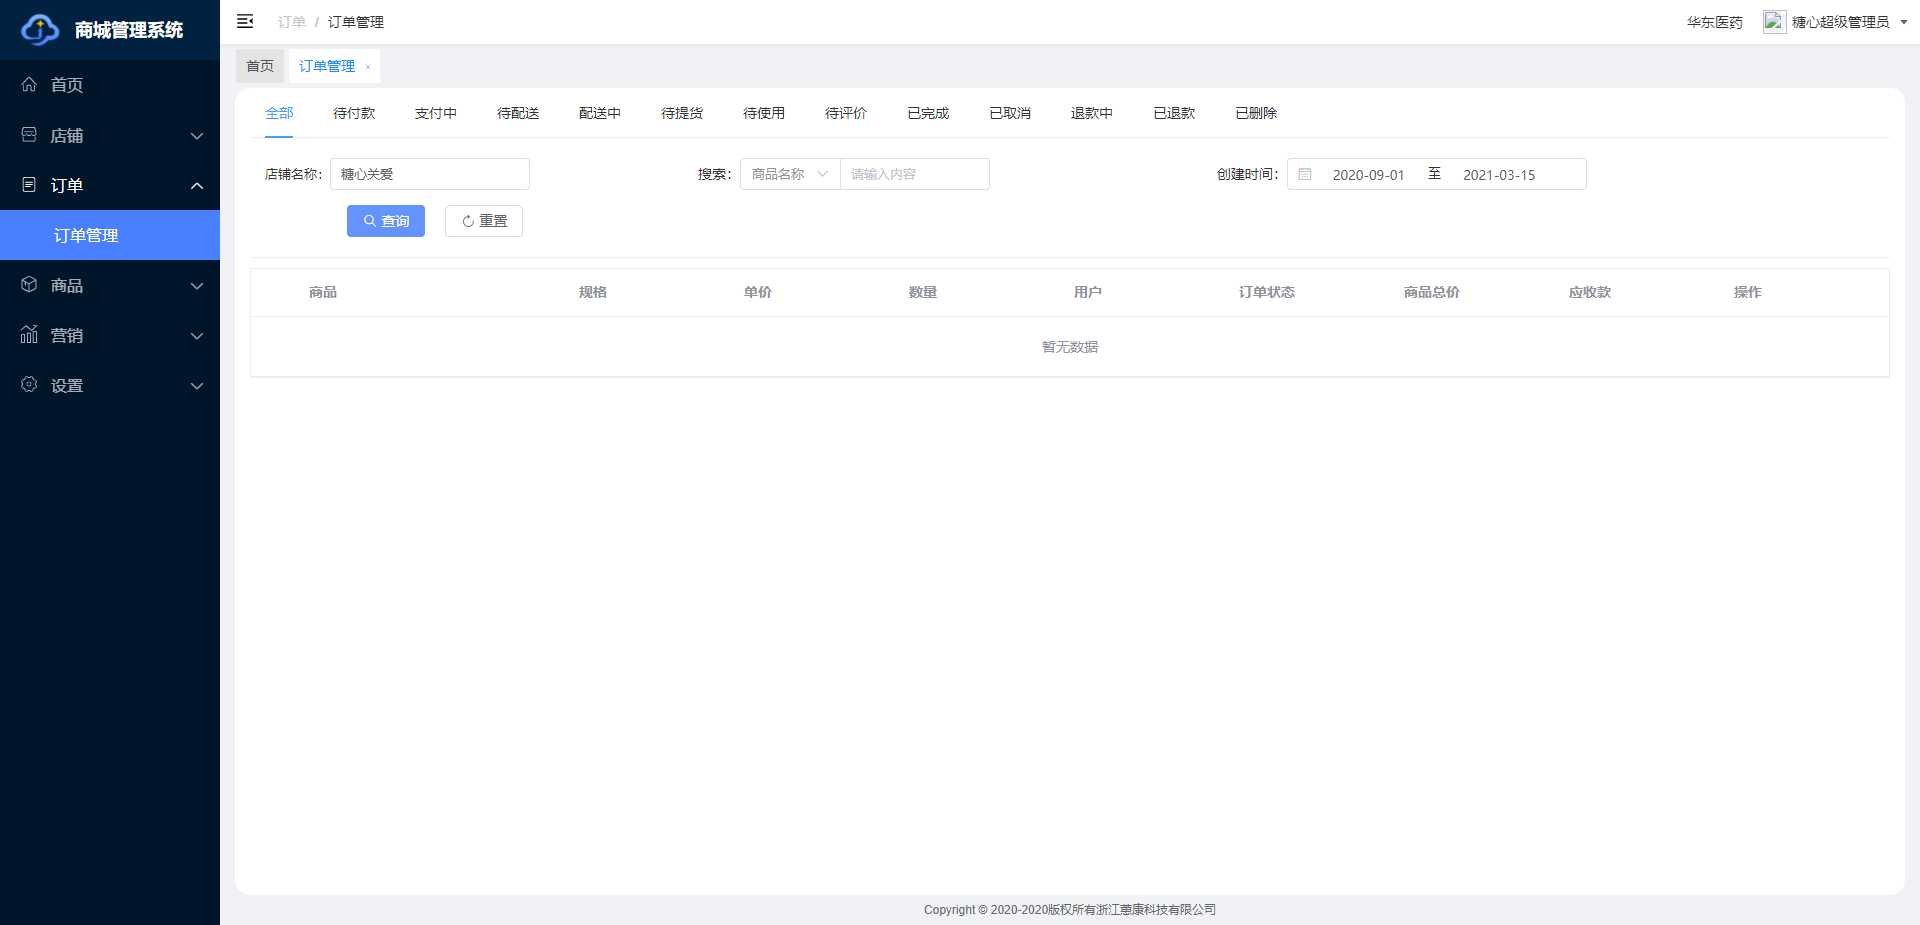 商城管理系统
订单 / 订单管理
华东医药
糖心超级管理员
首页
店铺
订单
订单管理
商品
营销
设置
首页 订单管理 ×
全部 待付款 支付中 待配送 配送中 待提货 待使用 待评价 已完成 已取消 退款中 已退款 已删除
店铺名称: 糖心关爱 搜索: 商品名称 请输入内容 创建时间: 2020-09-01 至 2021-03-15
查询 重置
商品 规格 单价 数量 用户 订单状态 商品总价 应收款 操作
暂无数据
Copyright © 2020-2020版权所有浙江蒠康科技有限公司